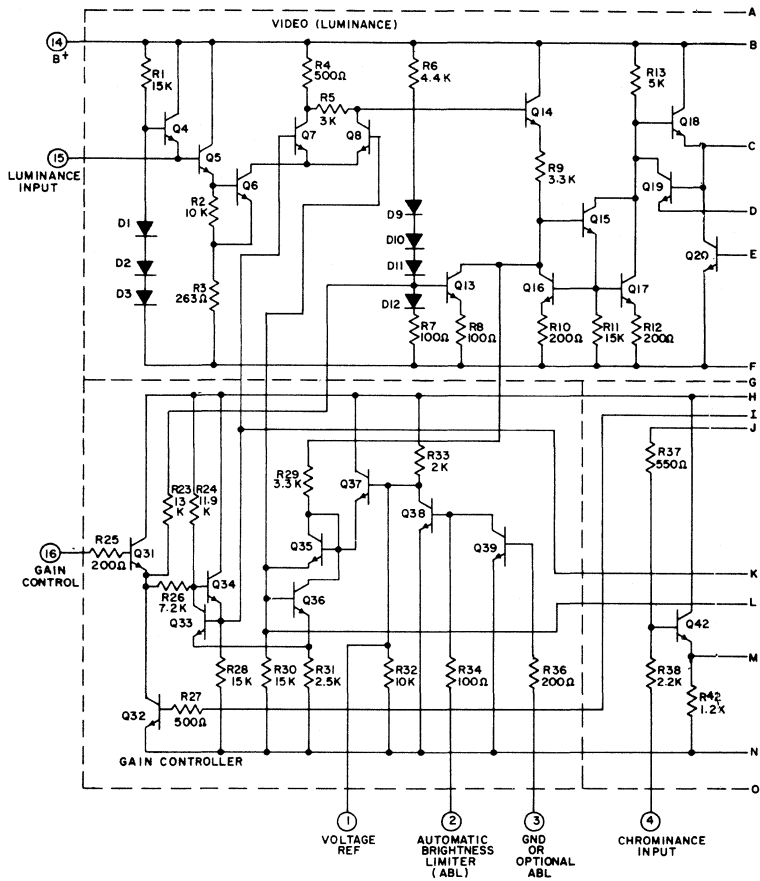 VIDEO (LUMINANCE)
A
14
B+
B
R1
15K
R4
500Ω
R6
4.4K
R13
5K
R5
3K
Q4
Q7
Q8
Q14
Q18
15
LUMINANCE
INPUT
Q5
Q6
C
R9
3.3K
Q19
R2
10 K
D9
D
D1
D10
Q15
Q20
E
D2
D11
Q13
Q16
Q17
D3
R3
263Ω
D12
R7
100Ω
R8
100Ω
R10
200Ω
R11
15K
R12
200Ω
F
G
H
I
J
R33
2K
R37
550Ω
R29
3.3K
Q37
R23
13
K
R24
11.9
K
Q38
R25
200Ω
16
GAIN
CONTROL
Q31
Q35
Q39
R26
7.2K
Q34
K
Q36
Q33
L
Q42
R28
15K
R30
15K
R31
2.5K
R32
10K
R34
100Ω
R36
200Ω
R38
2.2K
M
R42
1.2K
Q32
R27
500Ω
N
GAIN CONTROLLER
O
1
VOLTAGE
REF
2
AUTOMATIC
BRIGHTNESS
LIMITER
(ABL)
3
GND
OR
OPTIONAL
ABL
4
CHROMINANCE
INPUT